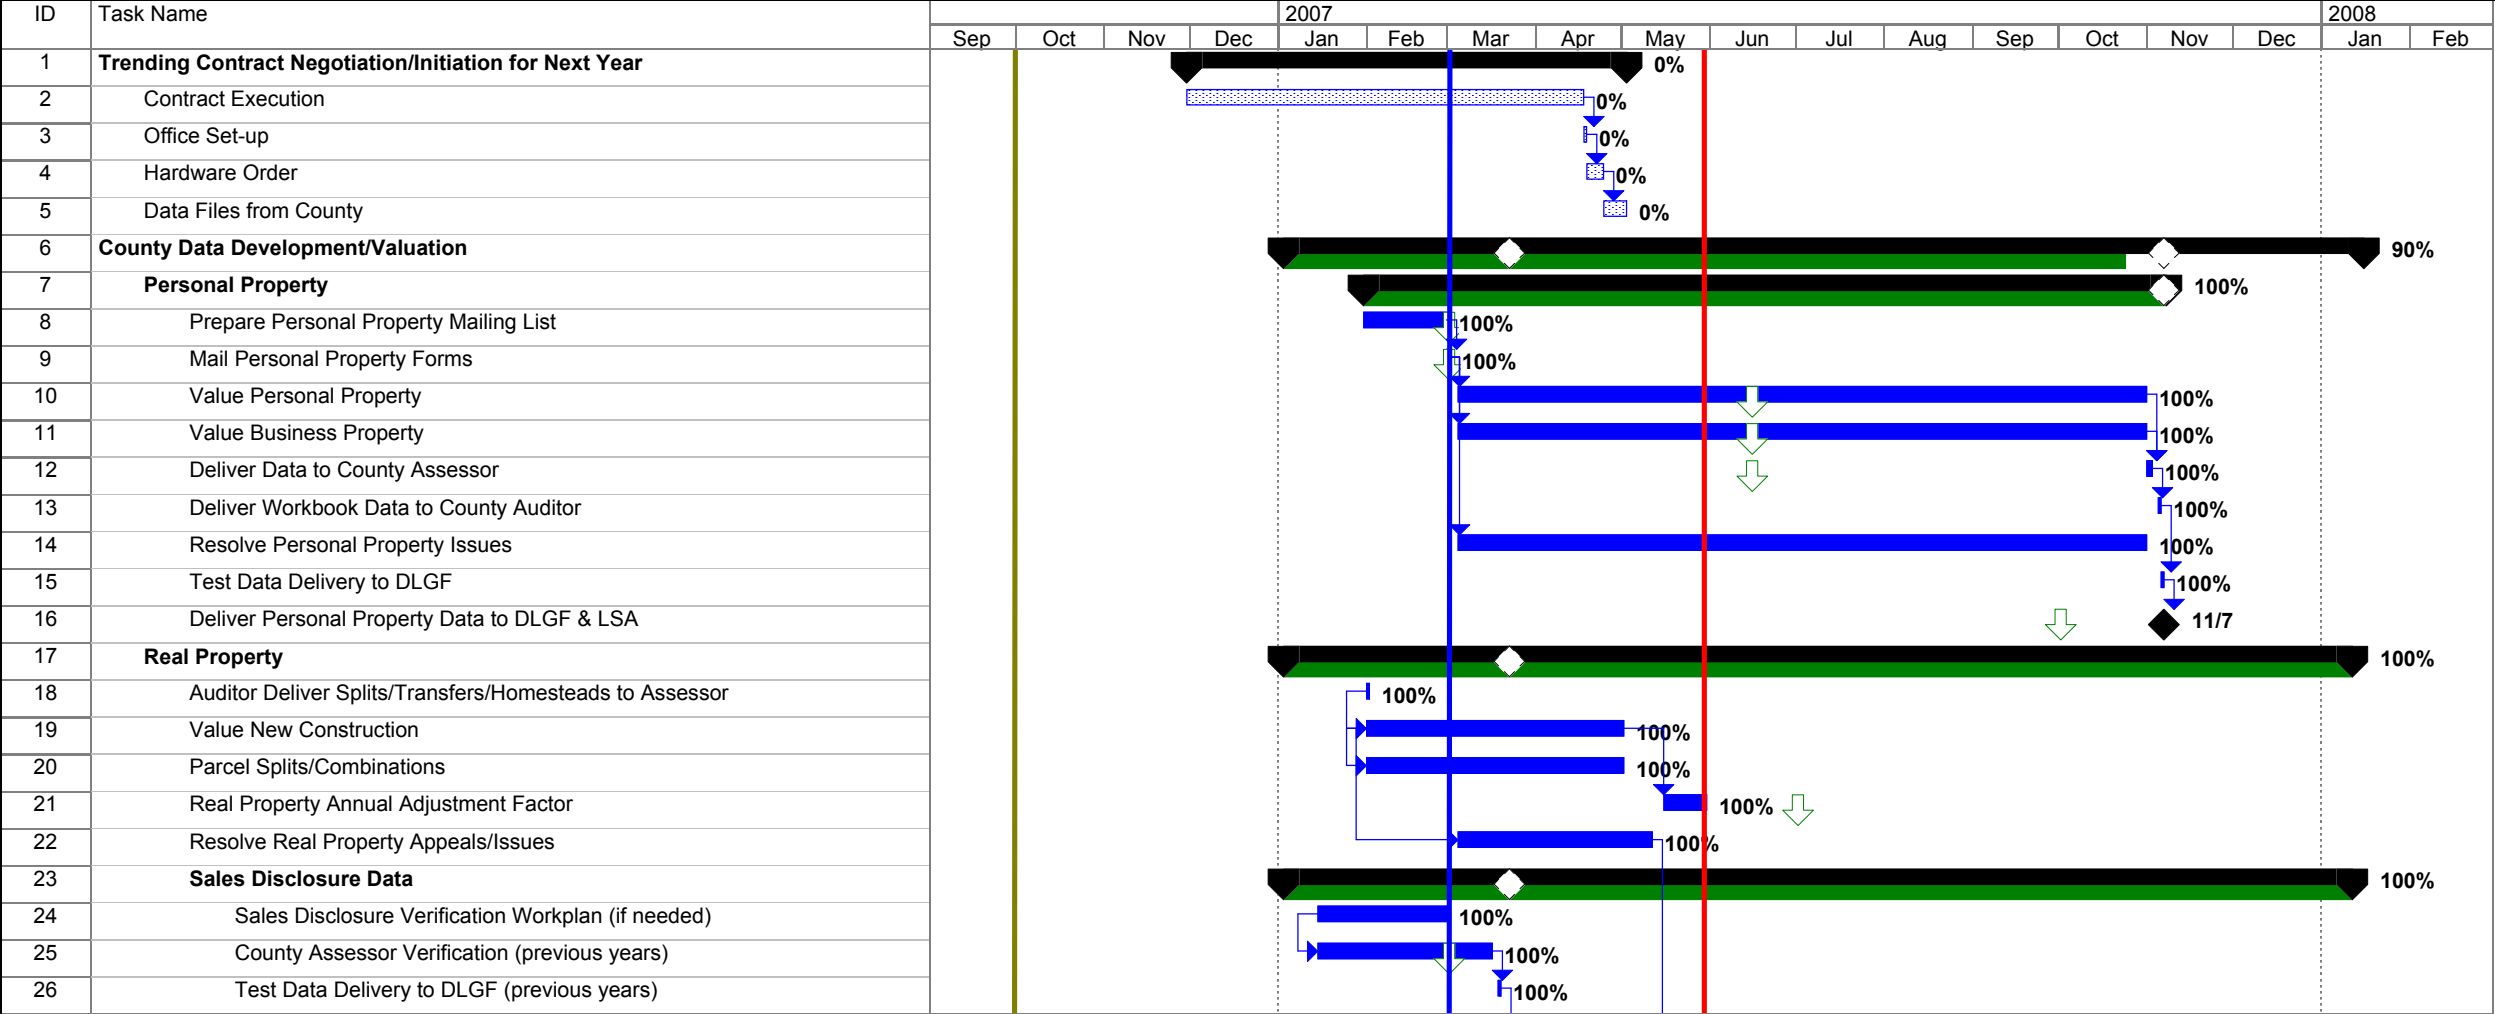 ID Task Name 2007 2008
Sep Oct Nov Dec Jan Feb Mar Apr May Jun Jul Aug Sep Oct Nov Dec Jan Feb
1 Trending Contract Negotiation/Initiation for Next Year 0%
2 Contract Execution 0%
3 Office Set-up 0%
4 Hardware Order 0%
5 Data Files from County 0%
6 County Data Development/Valuation 90%
7 Personal Property 100%
8 Prepare Personal Property Mailing List 100%
9 Mail Personal Property Forms 100%
10 Value Personal Property 100%
11 Value Business Property 100%
12 Deliver Data to County Assessor 100%
13 Deliver Workbook Data to County Auditor 100%
14 Resolve Personal Property Issues 100%
15 Test Data Delivery to DLGF 100%
16 Deliver Personal Property Data to DLGF & LSA 11/7
17 Real Property 100%
18 Auditor Deliver Splits/Transfers/Homesteads to Assessor 100%
19 Value New Construction 100%
20 Parcel Splits/Combinations 100%
21 Real Property Annual Adjustment Factor 100%
22 Resolve Real Property Appeals/Issues 100%
23 Sales Disclosure Data 100%
24 Sales Disclosure Verification Workplan (if needed) 100%
25 County Assessor Verification (previous years) 100%
26 Test Data Delivery to DLGF (previous years) 100%